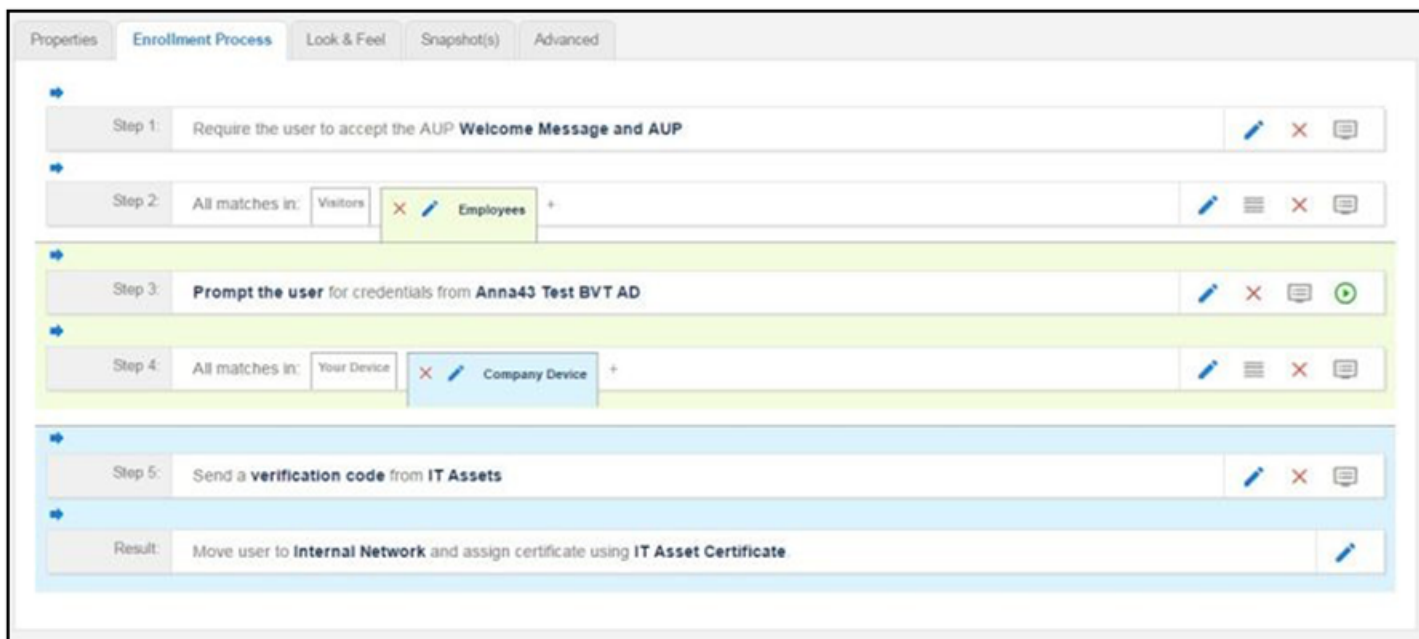 Properties Enrollment Process Look & Feel Snapshot(s) Advanced
Step 1: Require the user to accept the AUP Welcome Message and AUP
Step 2: All matches in: Visitors Employees +
Step 3: Prompt the user for credentials from Anna43 Test BVT AD
Step 4: All matches in: Your Device Company Device +
Step 5: Send a verification code from IT Assets
Result: Move user to Internal Network and assign certificate using IT Asset Certificate.